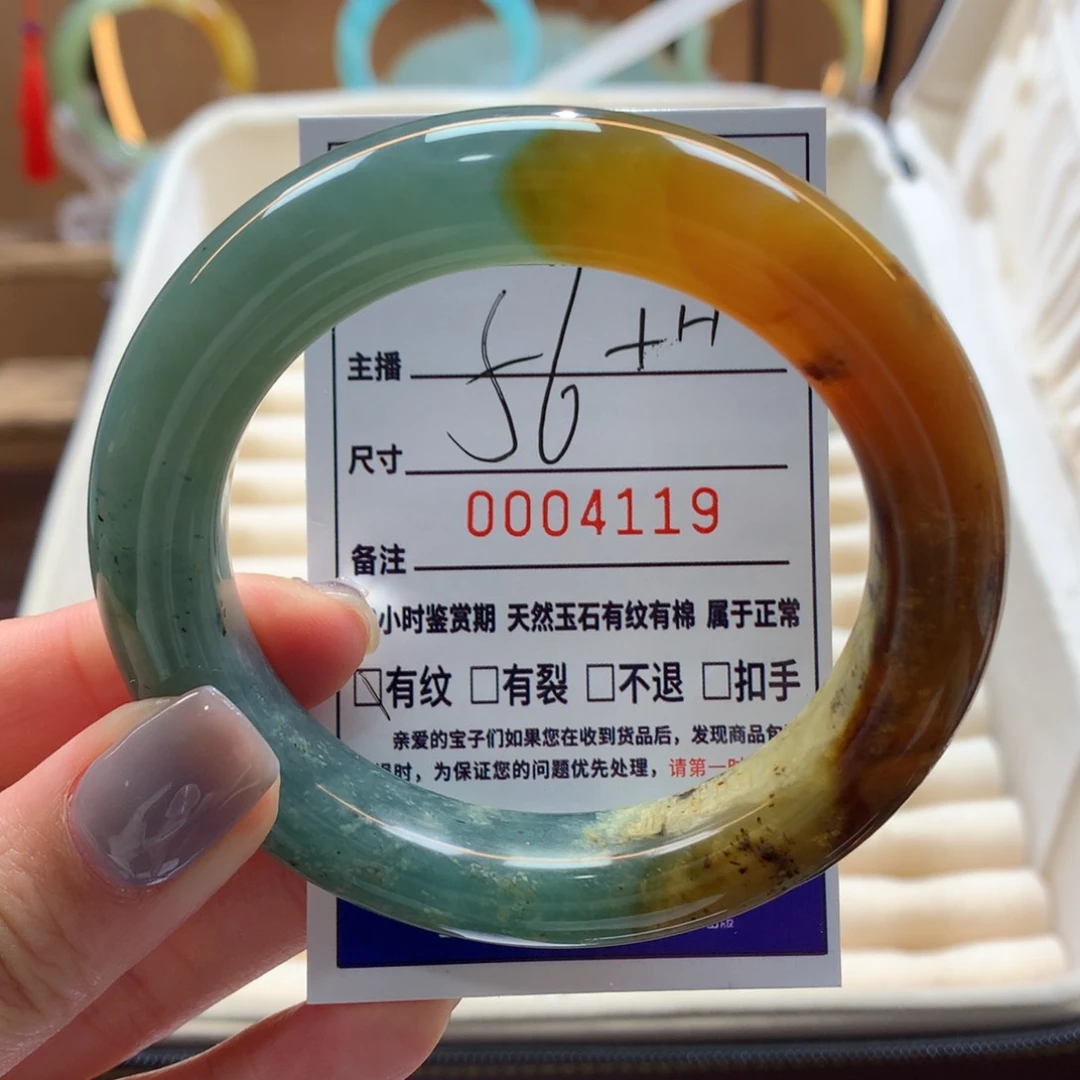 56 +H
主播
尺寸
0004119
备注
小时鉴赏期 天然玉石有纹有棉 属于正常
☑有纹 □有裂 □不退 □扣手
亲爱的宝子们如果您在收到货品后，发现商品包
时，为保证您的问题优先处理，请第一时